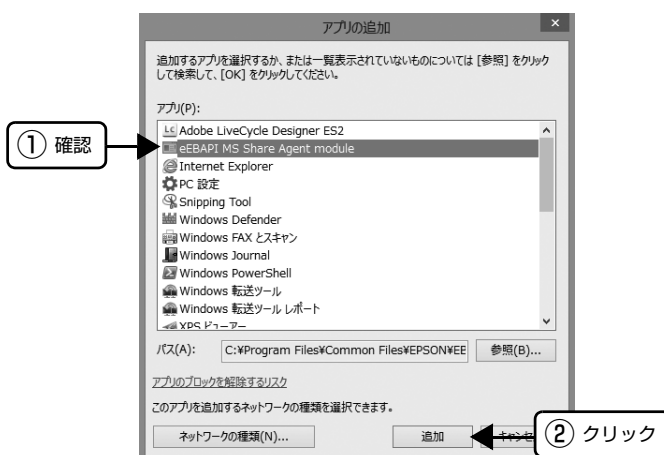 アプリの追加
×
追加するアプリを選択するか、または一覧表示されていないものについては [参照] をクリック
して検索して、[OK] をクリックしてください。
アプリ(P):
Adobe LiveCycle Designer ES2
① 確認
eEBAPI MS Share Agent module
Internet Explorer
PC 設定
Snipping Tool
Windows Defender
Windows FAX とスキャン
Windows Journal
Windows PowerShell
Windows 転送ツール
Windows 転送ツール レポート
XPS ビューアー
パス(A): C:¥Program Files¥Common Files¥EPSON¥EE 参照(B)...
アプリのブロックを解除するリスク
このアプリを追加するネットワークの種類を選択できます。
ネットワークの種類(N)... 追加
② クリック